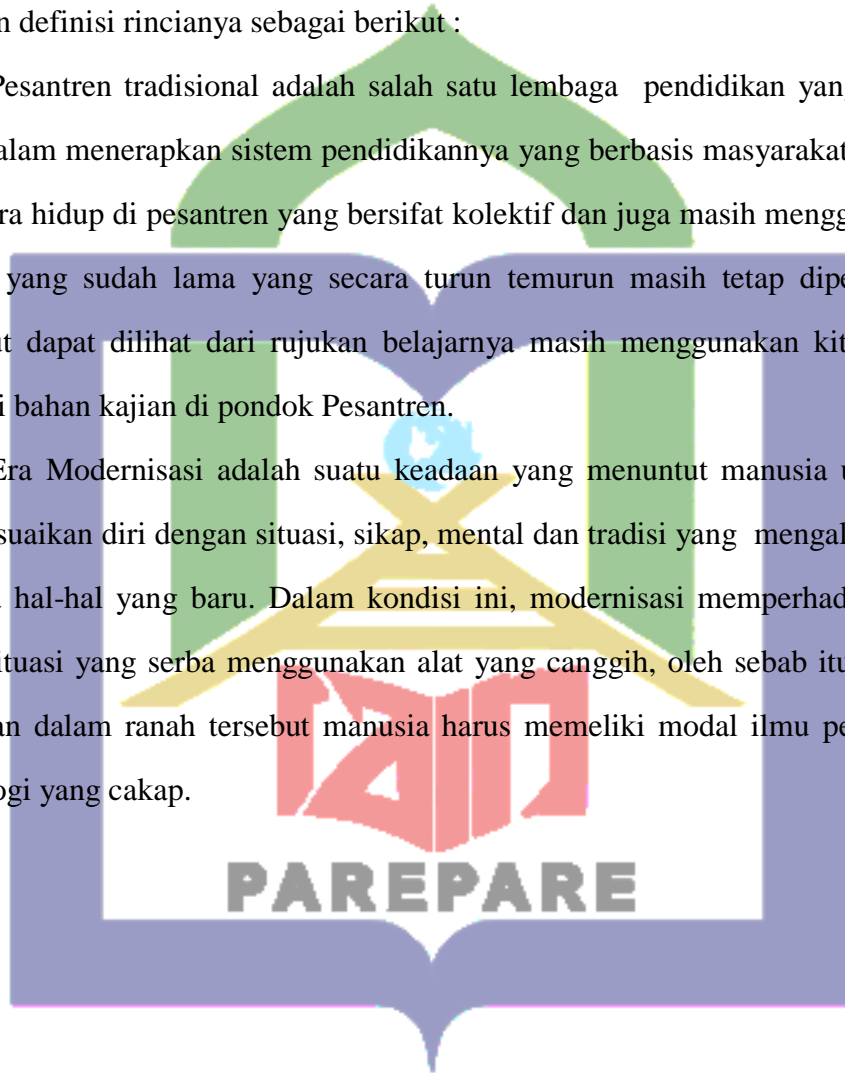 n definisi rincianya sebagai berikut :
Pesantren tradisional adalah salah satu lembaga pendidikan yang
alam menerapkan sistem pendidikannya yang berbasis masyarakat
ra hidup di pesantren yang bersifat kolektif dan juga masih mengg
yang sudah lama yang secara turun temurun masih tetap dipe
ut dapat dilihat dari rujukan belajarnya masih menggunakan kit
i bahan kajian di pondok Pesantren.
Era Modernisasi adalah suatu keadaan yang menuntut manusia u
suaikan diri dengan situasi, sikap, mental dan tradisi yang mengal
hal-hal yang baru. Dalam kondisi ini, modernisasi memperhad
ituasi yang serba menggunakan alat yang canggih, oleh sebab itu
an dalam ranah tersebut manusia harus memeliki modal ilmu pe
ogi yang cakap.
iain
PAREPARE